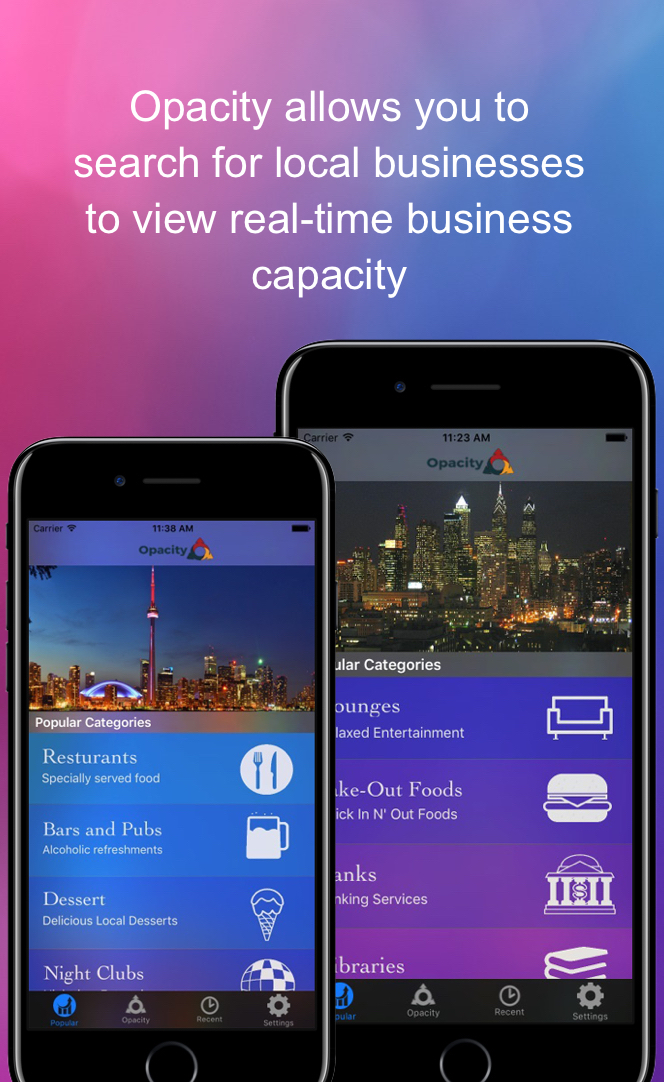 Opacity allows you to
search for local businesses
to view real-time business
capacity
Carrier
11:23 AM
Opacity
ular Categories
ounges
laxed Entertainment
ke-Out Foods
ick In N' Out Foods
anks
nking Services
ibraries
pular
Opacity
Recent
Settings
Carrier
11:38 AM
Opacity
Popular Categories
Resturants
Specially served food
Bars and Pubs
Alcoholic refreshments
Dessert
Delicious Local Desserts
Night Clubs
Popular
Opacity
Recent
Settings